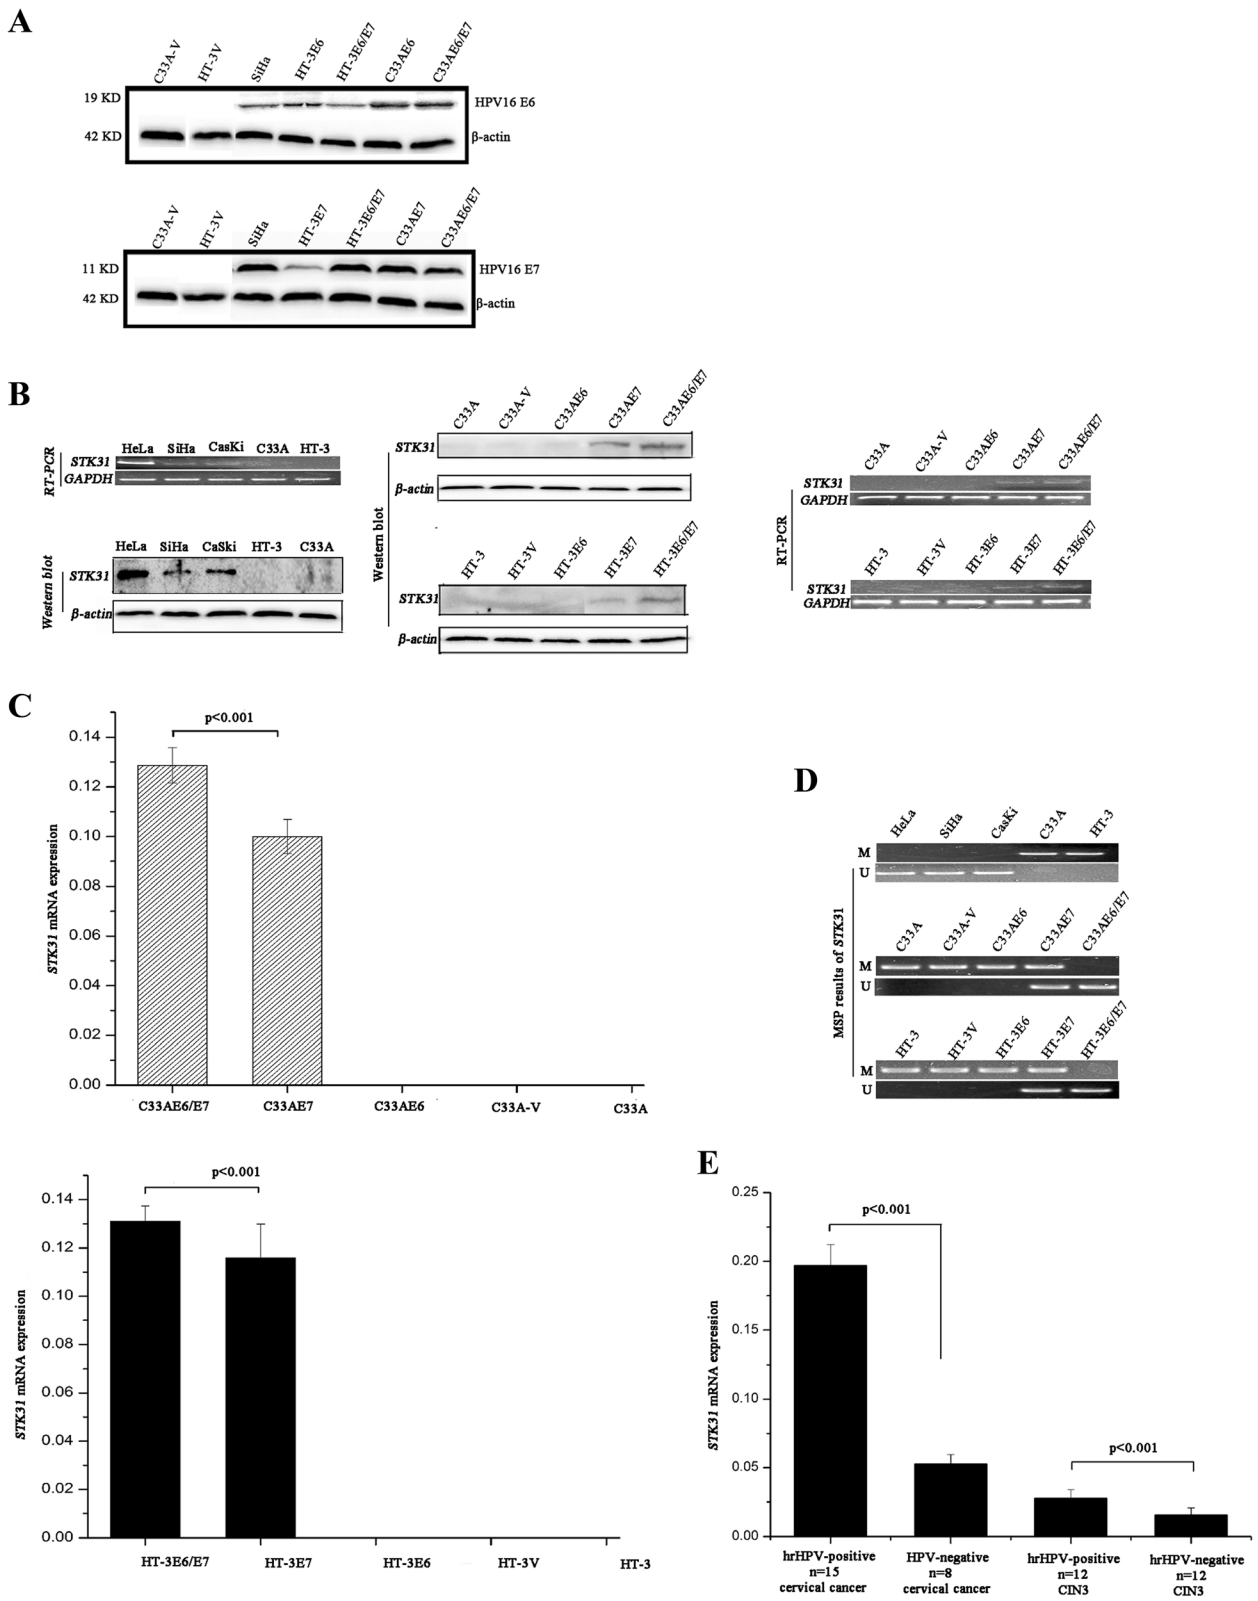 A
C33A-V
HT-3V
SiHa
HT-3E6
HT-3E6/E7
C33AE6
C33AE6/E7
19 KD
HPV16 E6
42 KD
β-actin
C33A-V
HT-3V
SiHa
HT-3E7
HT-3E6/E7
C33AE7
C33AE6/E7
11 KD
HPV16 E7
42 KD
β-actin
B
RT-PCR
HeLa SiHa CasKi C33A HT-3
STK31
GAPDH
Western blot
HeLa SiHa CaSki HT-3 C33A
STK31
β-actin
Western blot
C33A
C33A-V
C33AE6
C33AE7
C33AE6/E7
STK31
β-actin
HT-3
HT-3V
HT-3E6
HT-3E7
HT-3E6/E7
STK31
β-actin
RT-PCR
C33A
C33A-V
C33AE6
C33AE7
C33AE6/E7
STK31
GAPDH
HT-3
HT-3V
HT-3E6
HT-3E7
HT-3E6/E7
STK31
GAPDH
C
p<0.001
0.14
0.12
0.10
0.08
0.06
0.04
0.02
0.00
STK31 mRNA expression
C33AE6/E7 C33AE7 C33AE6 C33A-V C33A
p<0.001
0.14
0.12
0.10
0.08
0.06
0.04
0.02
0.00
STK31 mRNA expression
HT-3E6/E7 HT-3E7 HT-3E6 HT-3V HT-3
D
MSP results of STK31
HeLa
SiHa
CasKi
C33A
HT-3
M
U
C33A
C33A-V
C33AE6
C33AE7
C33AE6/E7
M
U
HT-3
HT-3V
HT-3E6
HT-3E7
HT-3E6/E7
M
U
E
0.25
0.20
0.15
0.10
0.05
0.00
STK31 mRNA expression
p<0.001
p<0.001
hrHPV-positive
n=15
cervical cancer
HPV-negative
n=8
cervical cancer
hrHPV-positive
n=12
CIN3
hrHPV-negative
n=12
CIN3